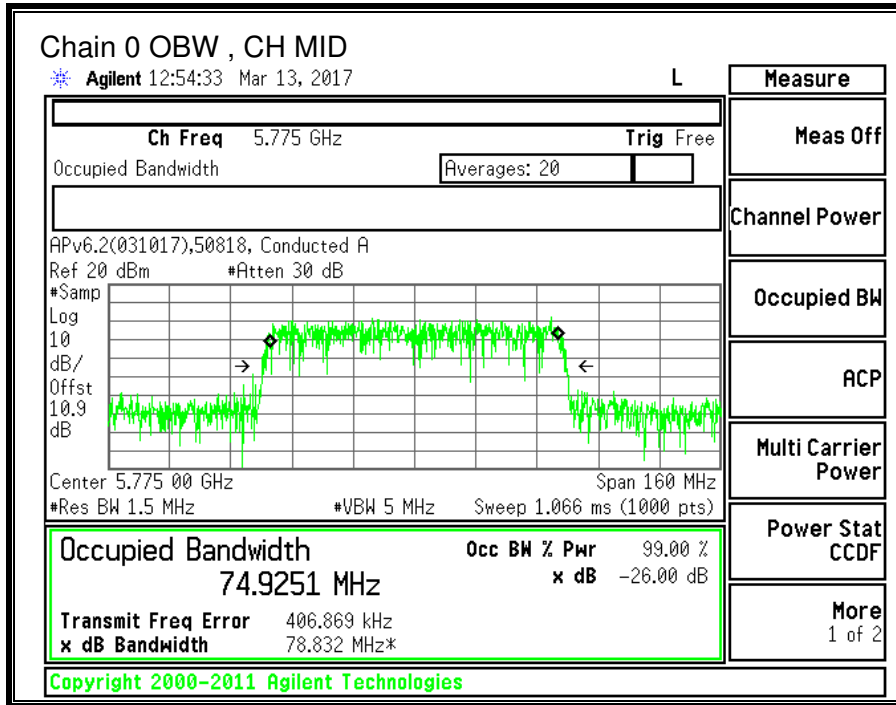 Chain 0 OBW , CH MID
Agilent 12:54:33 Mar 13, 2017 L
Measure
Ch Freq 5.775 GHz Trig Free
Meas Off
Occupied Bandwidth Averages: 20
Channel Power
APv6.2(031017),50818, Conducted A
Ref 20 dBm #Atten 30 dB
#Samp
Log
10
dB/
Offst
10.9
dB
Occupied BW
ACP
Center 5.775 00 GHz Span 160 MHz
#Res BW 1.5 MHz #VBW 5 MHz Sweep 1.066 ms (1000 pts)
Multi Carrier
Power
Occupied Bandwidth Occ BW % Pwr 99.00 %
74.9251 MHz x dB -26.00 dB
Transmit Freq Error 406.869 kHz
x dB Bandwidth 78.832 MHz*
Power Stat
CCDF
More
1 of 2
Copyright 2000-2011 Agilent Technologies